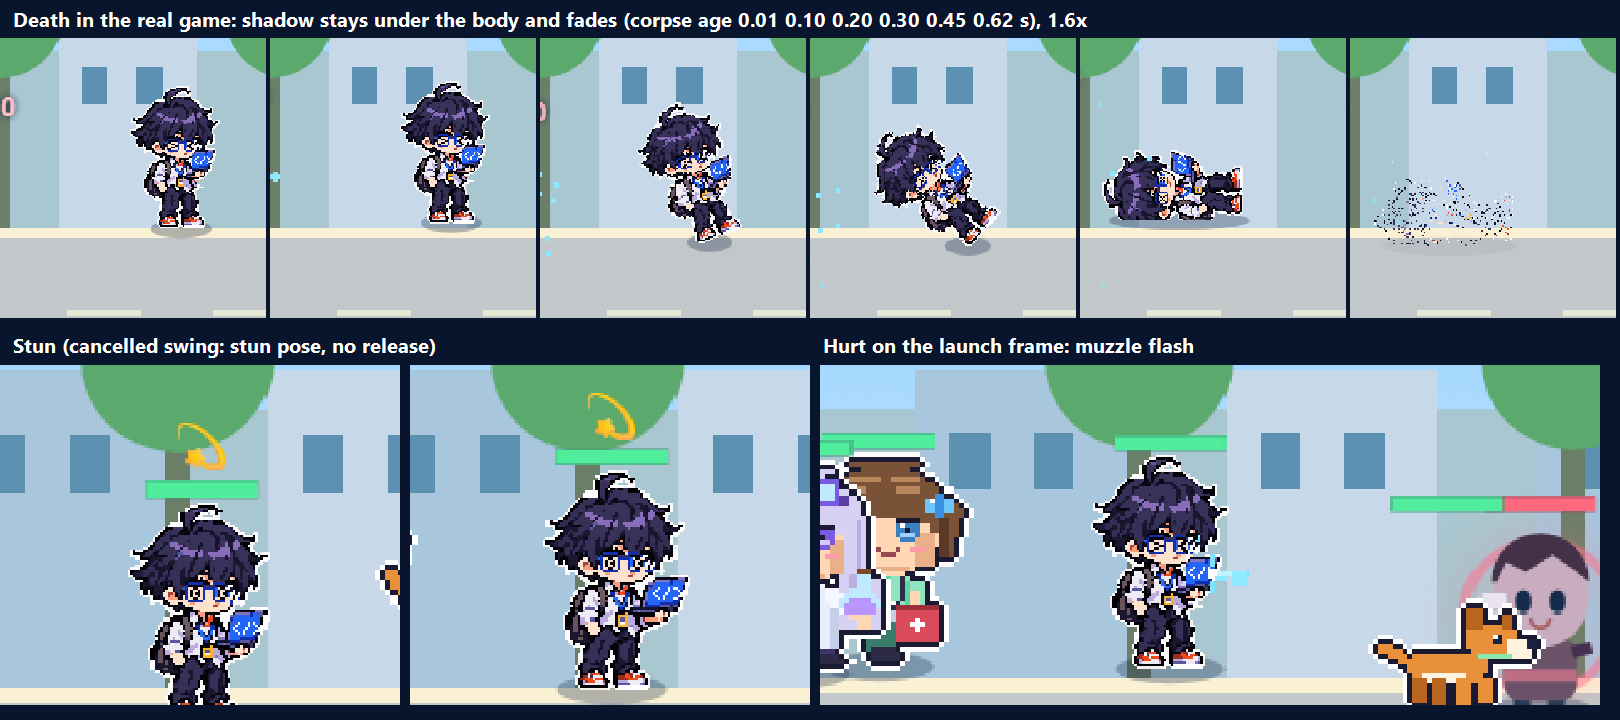 Death in the real game: shadow stays under the body and fades (corpse age 0.01 0.10 0.20 0.30 0.45 0.62 s), 1.6x
0
Stun (cancelled swing: stun pose, no release)
Hurt on the launch frame: muzzle flash